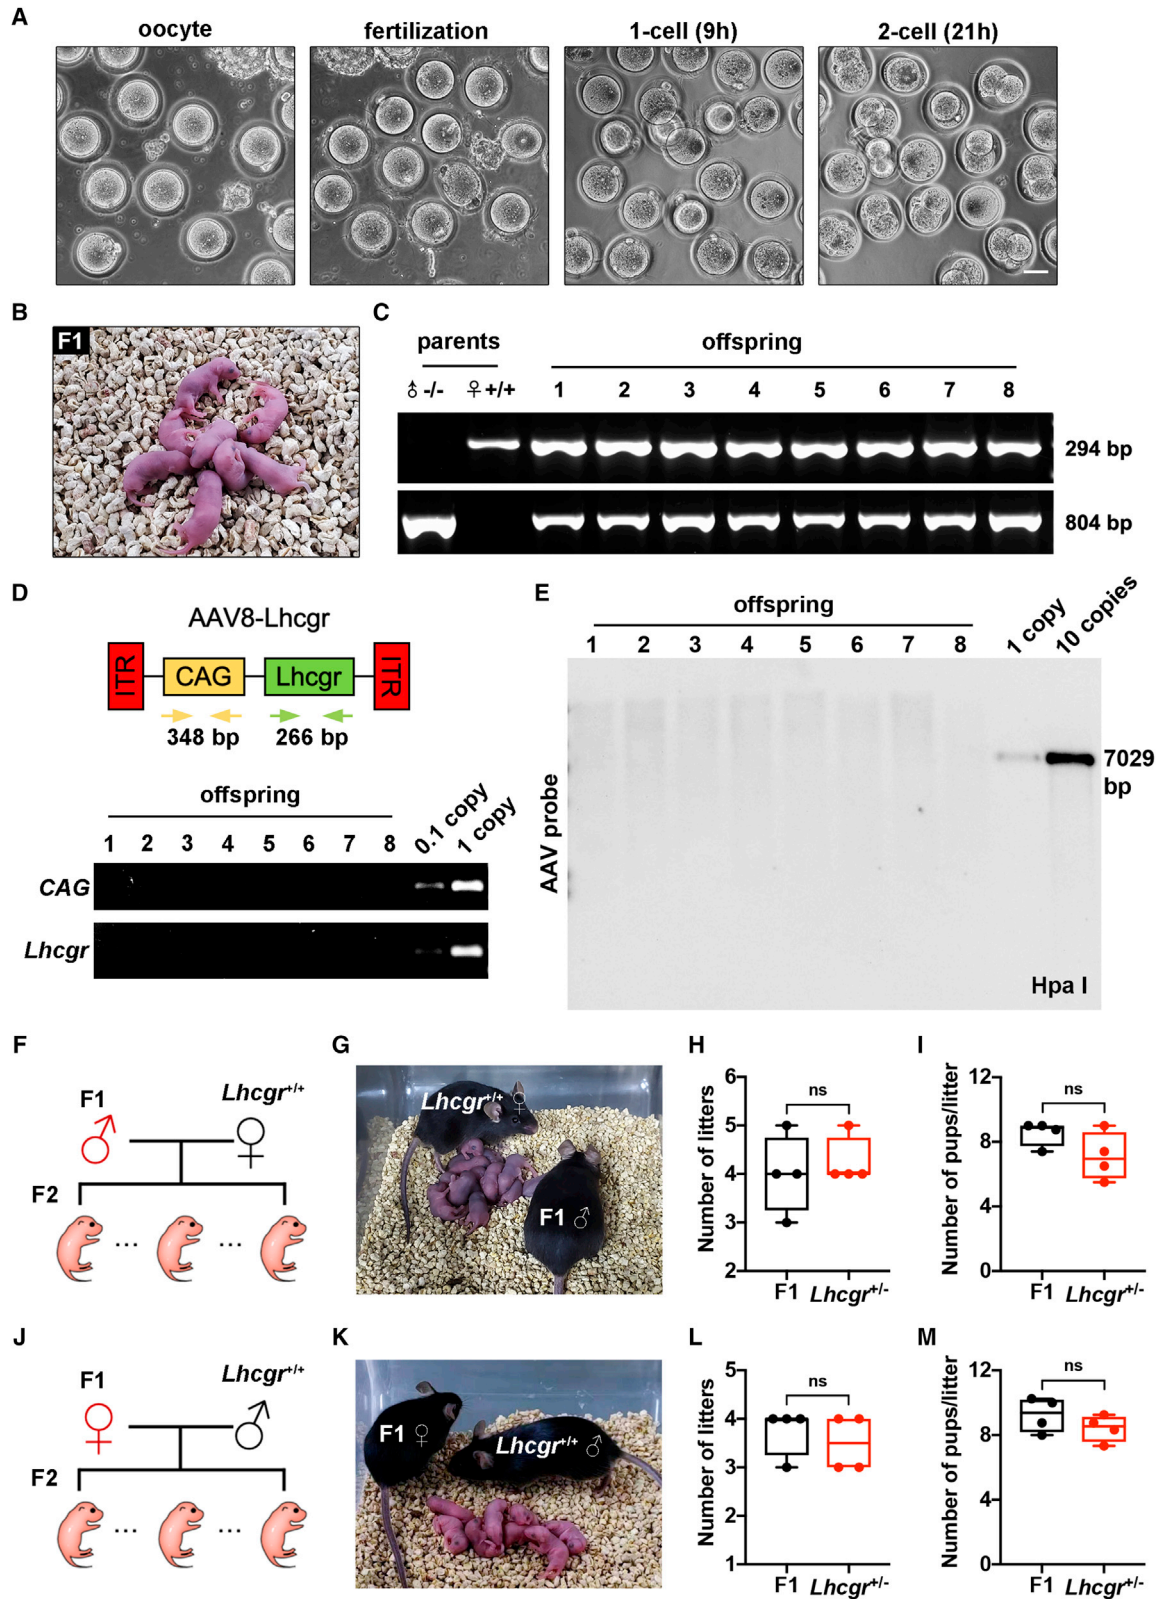 A
oocyte
fertilization
1-cell (9h)
2-cell (21h)
B
F1
C
parents
offspring
♂ -/- ♀ +/+ 1 2 3 4 5 6 7 8
294 bp
804 bp
D
AAV8-Lhcgr
ITR CAG Lhcgr ITR
348 bp 266 bp
offspring
1 2 3 4 5 6 7 8 0.1 copy 1 copy
CAG
Lhcgr
E
offspring
1 2 3 4 5 6 7 8 1 copy 10 copies
AAV probe
7029
bp
Hpa I
F
F1
♂
Lhcgr+/+
♀
F2
... ...
G
Lhcgr+/+ ♀
F1 ♂
H
Number of litters
6
5
4
3
2
ns
F1 Lhcgr+/-
I
Number of pups/litter
12
8
4
0
ns
F1 Lhcgr+/-
J
F1
♀
Lhcgr+/+
♂
F2
... ...
K
F1 ♀
Lhcgr+/+ ♂
L
Number of litters
5
4
3
2
1
ns
F1 Lhcgr+/-
M
Number of pups/litter
12
8
4
0
ns
F1 Lhcgr+/-